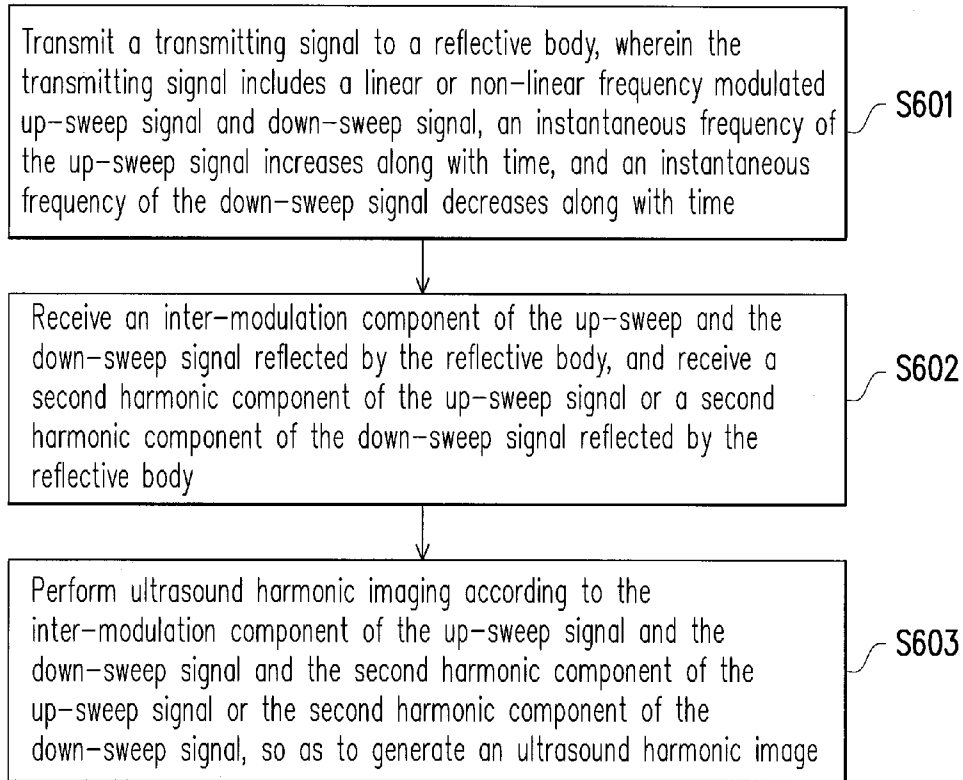 Transmit a transmitting signal to a reflective body, wherein the
transmitting signal includes a linear or non-linear frequency modulated
up-sweep signal and down-sweep signal, an instantaneous frequency of
the up-sweep signal increases along with time, and an instantaneous
frequency of the down-sweep signal decreases along with time
S601
Receive an inter-modulation component of the up-sweep and the
down-sweep signal reflected by the reflective body, and receive a
second harmonic component of the up-sweep signal or a second
harmonic component of the down-sweep signal reflected by the
reflective body
S602
Perform ultrasound harmonic imaging according to the
inter-modulation component of the up-sweep signal and the
down-sweep signal and the second harmonic component of the
up-sweep signal or the second harmonic component of the
down-sweep signal, so as to generate an ultrasound harmonic image
S603